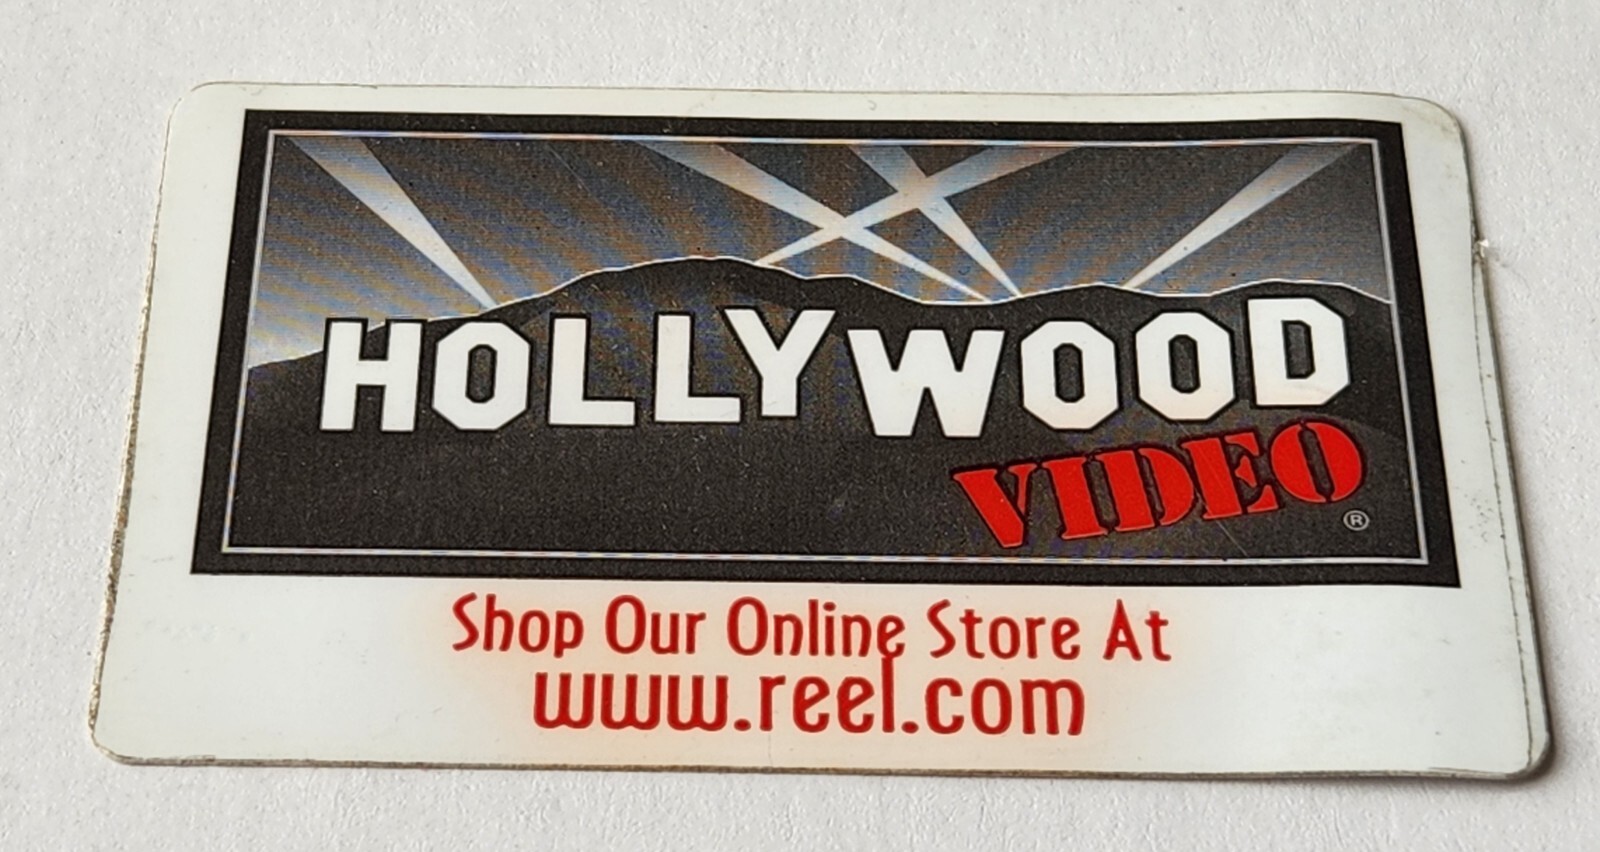 HOLLYWOOD
VIDEO ®
Shop Our Online Store At
www.reel.com